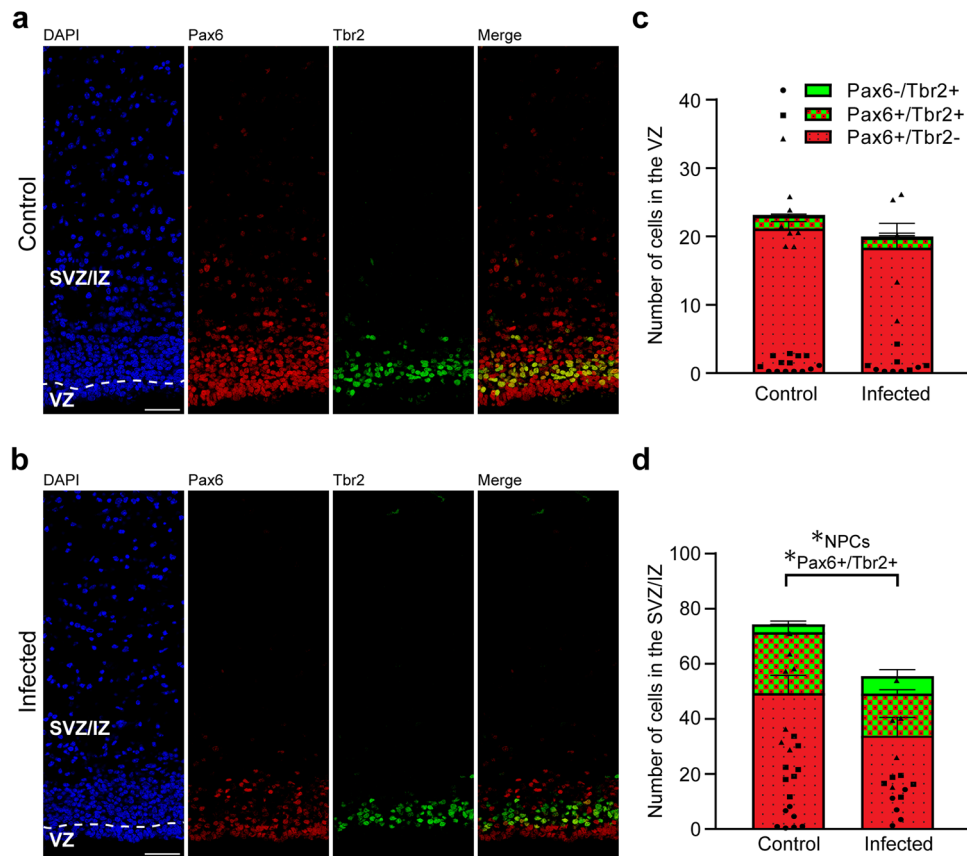 a
DAPI
Pax6
Tbr2
Merge
Control
SVZ/IZ
VZ
b
DAPI
Pax6
Tbr2
Merge
Infected
SVZ/IZ
VZ
c
Pax6-/Tbr2+
Pax6+/Tbr2+
Pax6+/Tbr2-
Number of cells in the VZ
40
30
20
10
0
Control
Infected
d
*NPCs
*Pax6+/Tbr2+
Number of cells in the SVZ/IZ
100
80
60
40
20
0
Control
Infected